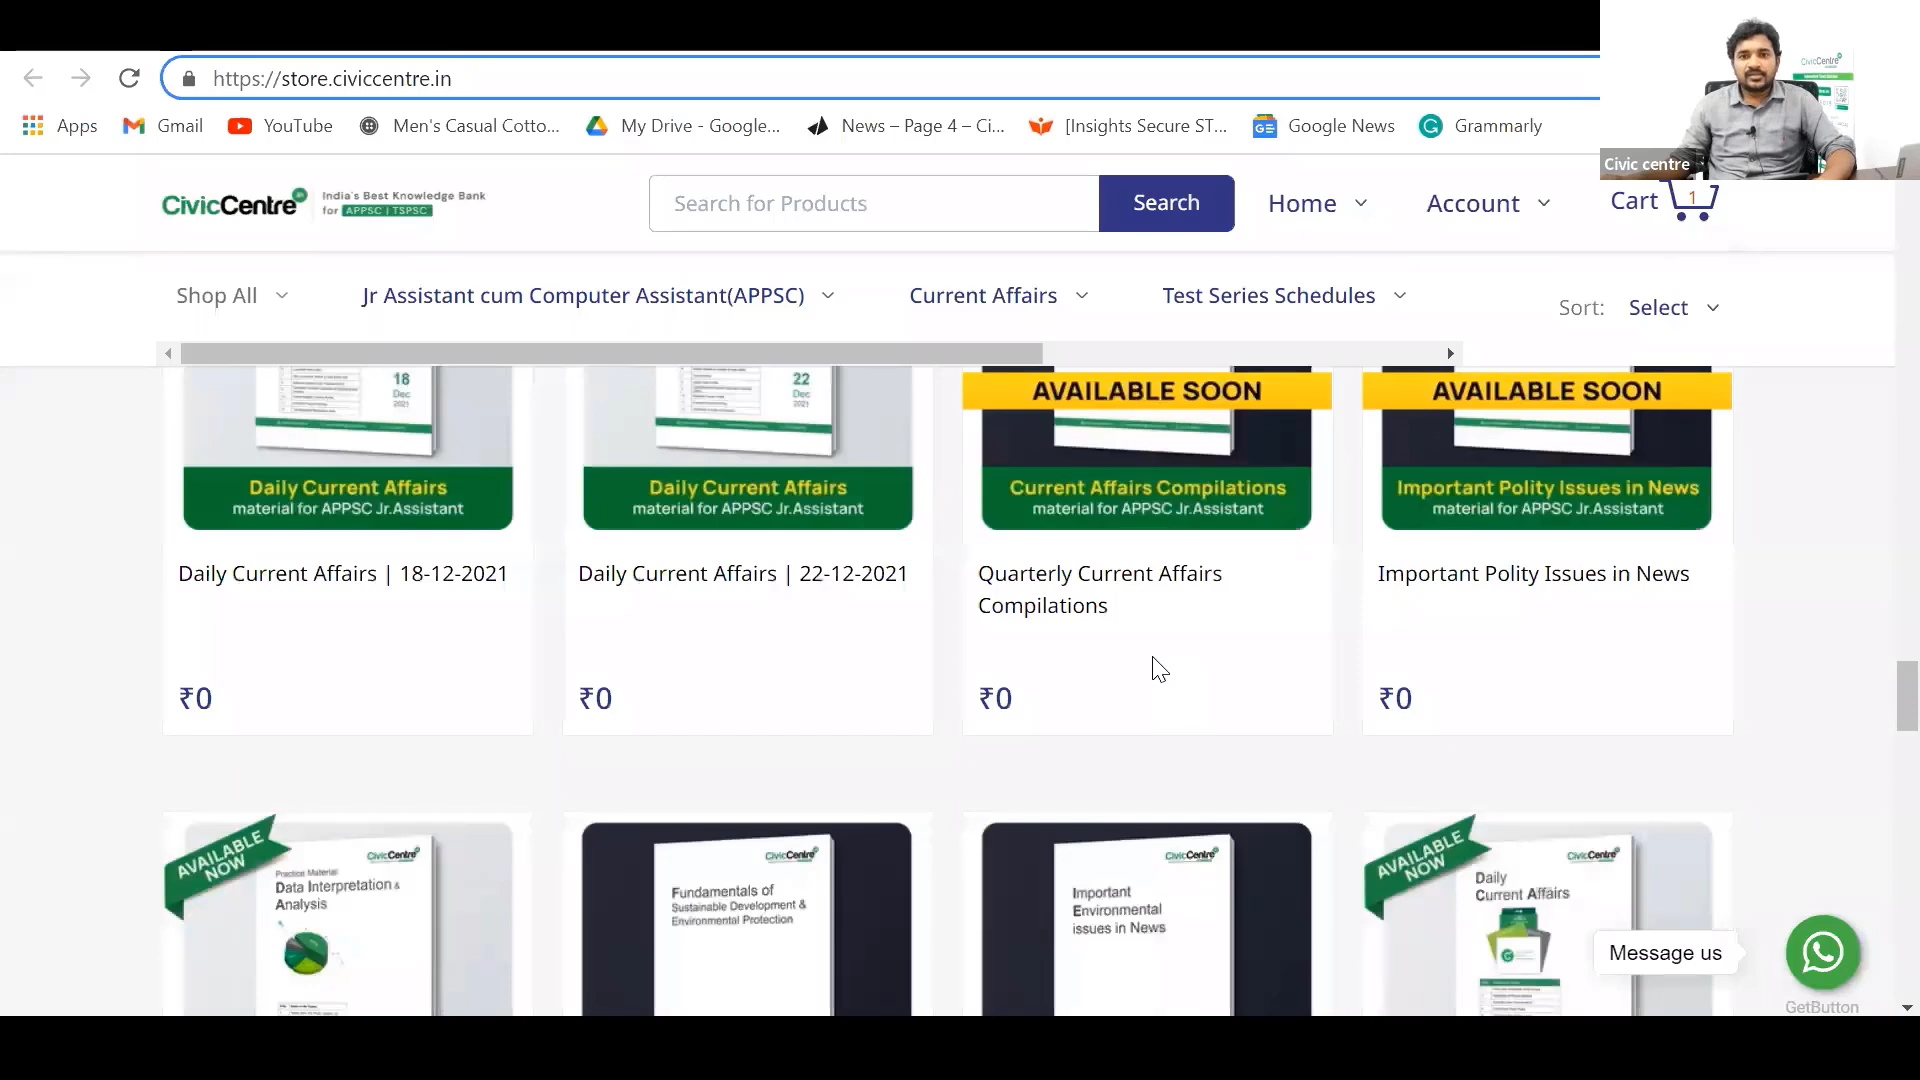 https://store.civiccentre.in
Apps
Gmail
YouTube
Men's Casual Cotto...
My Drive - Google...
News – Page 4 – Ci...
[Insights Secure ST...
Google News
Grammarly
CivicCentre
Civic centre
CivicCentre
India's Best Knowledge Bank
for APPSC | TSPSC
Search for Products
Search
Home
Account
Cart 1
Shop All
Jr Assistant cum Computer Assistant(APPSC)
Current Affairs
Test Series Schedules
Sort: Select
18
Dec
2021
22
Dec
2021
AVAILABLE SOON
AVAILABLE SOON
Daily Current Affairs
material for APPSC Jr.Assistant
Daily Current Affairs
material for APPSC Jr.Assistant
Current Affairs Compilations
material for APPSC Jr.Assistant
Important Polity Issues in News
material for APPSC Jr.Assistant
Daily Current Affairs | 18-12-2021
Daily Current Affairs | 22-12-2021
Quarterly Current Affairs
Compilations
Important Polity Issues in News
₹0
₹0
₹0
₹0
AVAILABLE
NOW
CivicCentre
Practice Material
Data Interpretation &
Analysis
CivicCentre
Fundamentals of
Sustainable Development &
Environmental Protection
CivicCentre
Important
Environmental
issues in News
AVAILABLE
NOW
CivicCentre
Daily
Current Affairs
Message us
GetButton